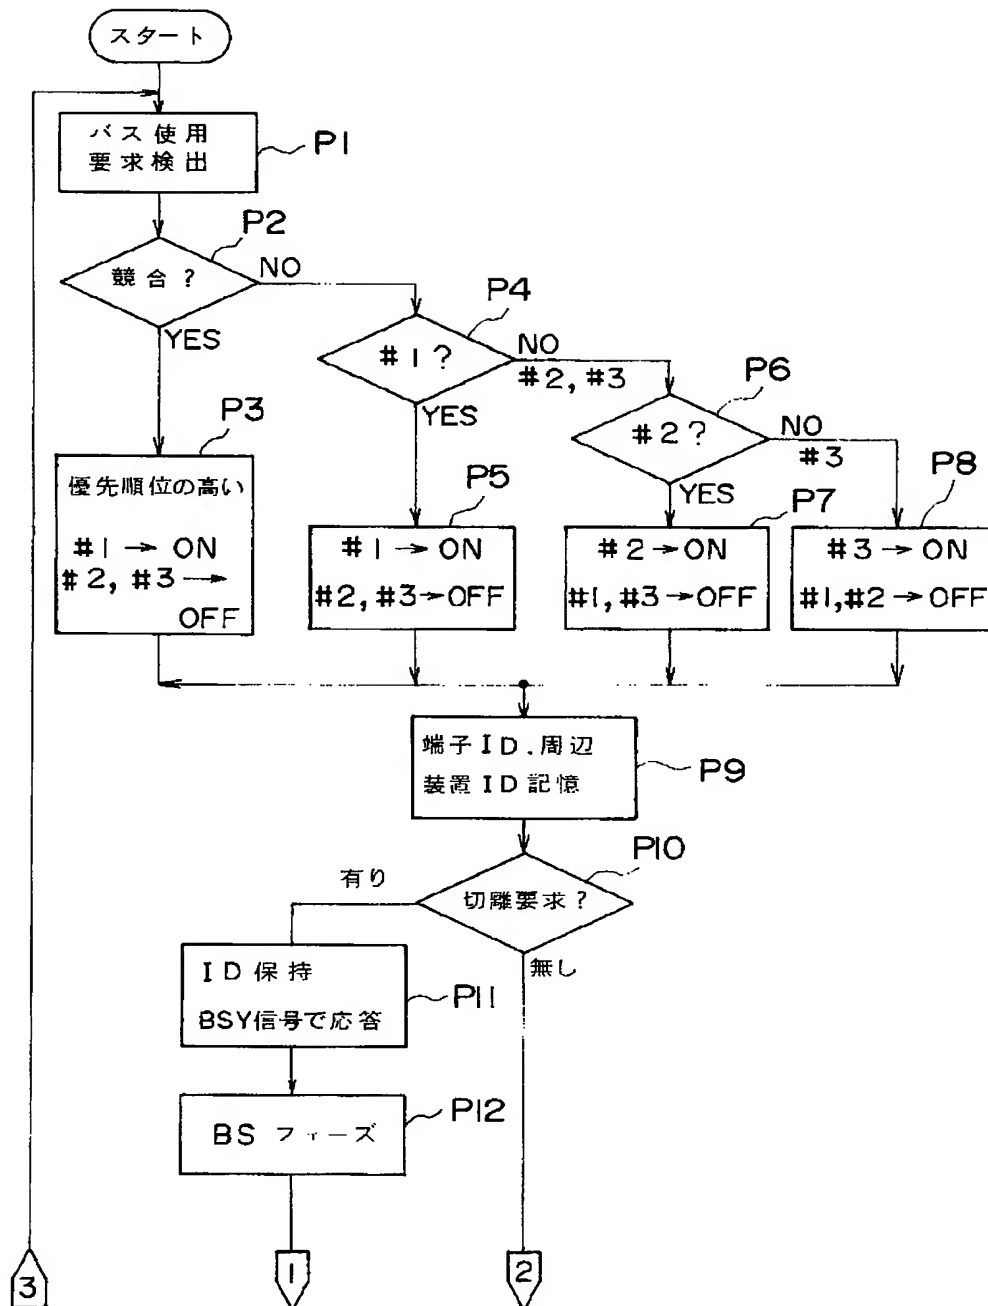 スタート
バス使用
要求検出
P1
P2
競合?
NO
YES
P4
#1?
NO
#2, #3
YES
P6
#2?
NO
#3
YES
P3
優先順位の高い
#1→ON
#2, #3→
OFF
P5
#1→ON
#2, #3→OFF
P7
#2→ON
#1, #3→OFF
P8
#3→ON
#1,#2→OFF
端子ID.周辺
装置ID記憶
P9
P10
切離要求?
有り
無し
ID保持
BSY信号で応答
P11
BS フェーズ
P12
3
1
2